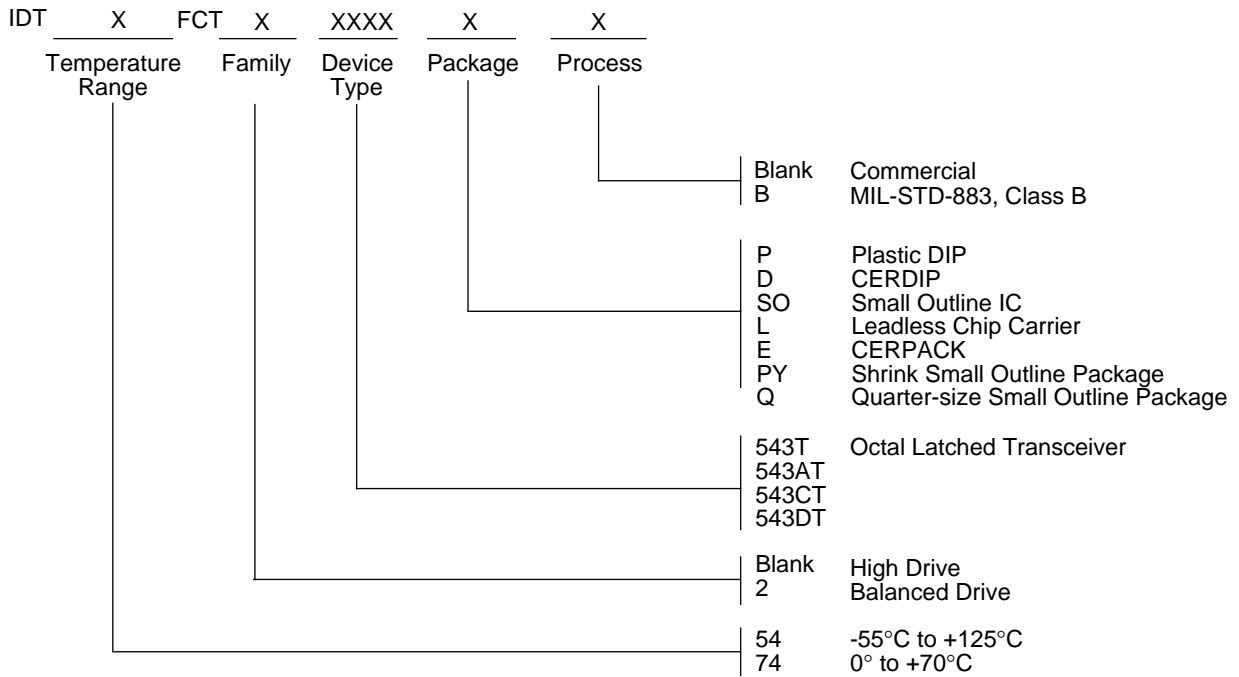 IDT X FCT X XXXX X X
Temperature Family Device Package Process
Range Type
Blank Commercial
B MIL-STD-883, Class B
P Plastic DIP
D CERDIP
SO Small Outline IC
L Leadless Chip Carrier
E CERPACK
PY Shrink Small Outline Package
Q Quarter-size Small Outline Package
543T Octal Latched Transceiver
543AT
543CT
543DT
Blank High Drive
2 Balanced Drive
54 -55°C to +125°C
74 0° to +70°C